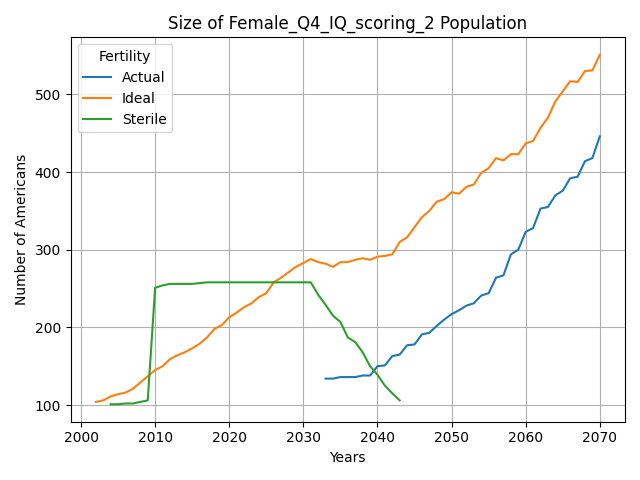 Size of Female_Q4_IQ_scoring_2 Population
Fertility
Actual
Ideal
Sterile
Number of Americans
500
400
300
200
100
2000 2010 2020 2030 2040 2050 2060 2070
Years